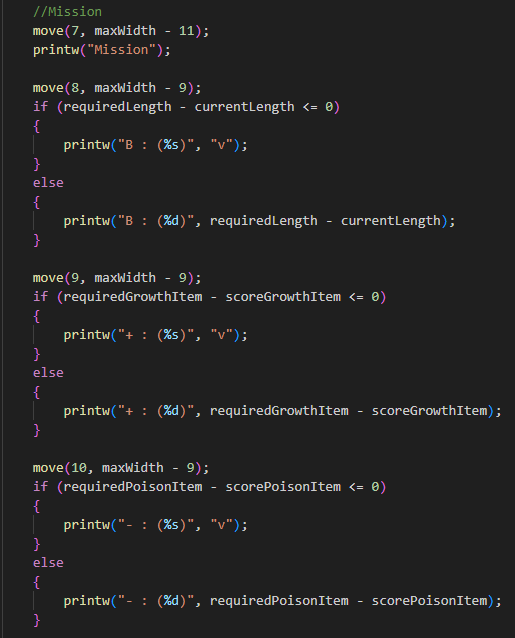 //Mission
move(7, maxWidth - 11);
printw("Mission");
move(8, maxWidth - 9);
if (requiredLength - currentLength <= 0)
{
printw("B : (%s)", "v");
}
else
{
printw("B : (%d)", requiredLength - currentLength);
}
move(9, maxWidth - 9);
if (requiredGrowthItem - scoreGrowthItem <= 0)
{
printw("+ : (%s)", "v");
}
else
{
printw("+ : (%d)", requiredGrowthItem - scoreGrowthItem);
}
move(10, maxWidth - 9);
if (requiredPoisonItem - scorePoisonItem <= 0)
{
printw("- : (%s)", "v");
}
else
{
printw("- : (%d)", requiredPoisonItem - scorePoisonItem);
}